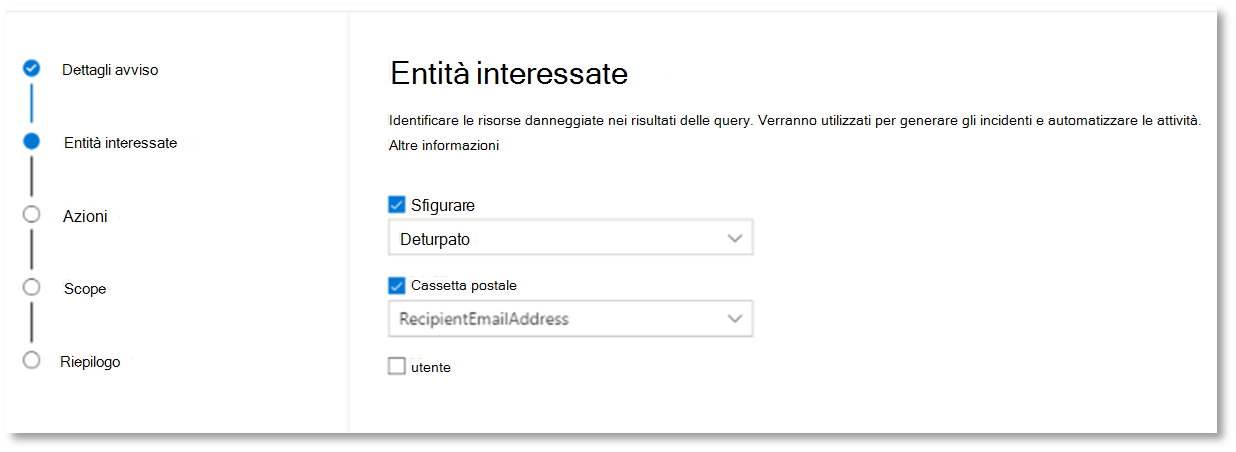 Dettagli avviso
Entità interessate
Azioni
Scope
Riepilogo
Entità interessate
Identificare le risorse danneggiate nei risultati delle query. Verranno utilizzati per generare gli incidenti e automatizzare le attività.
Altre informazioni
Sfigurare
Deturpato
Cassetta postale
RecipientEmailAddress
utente